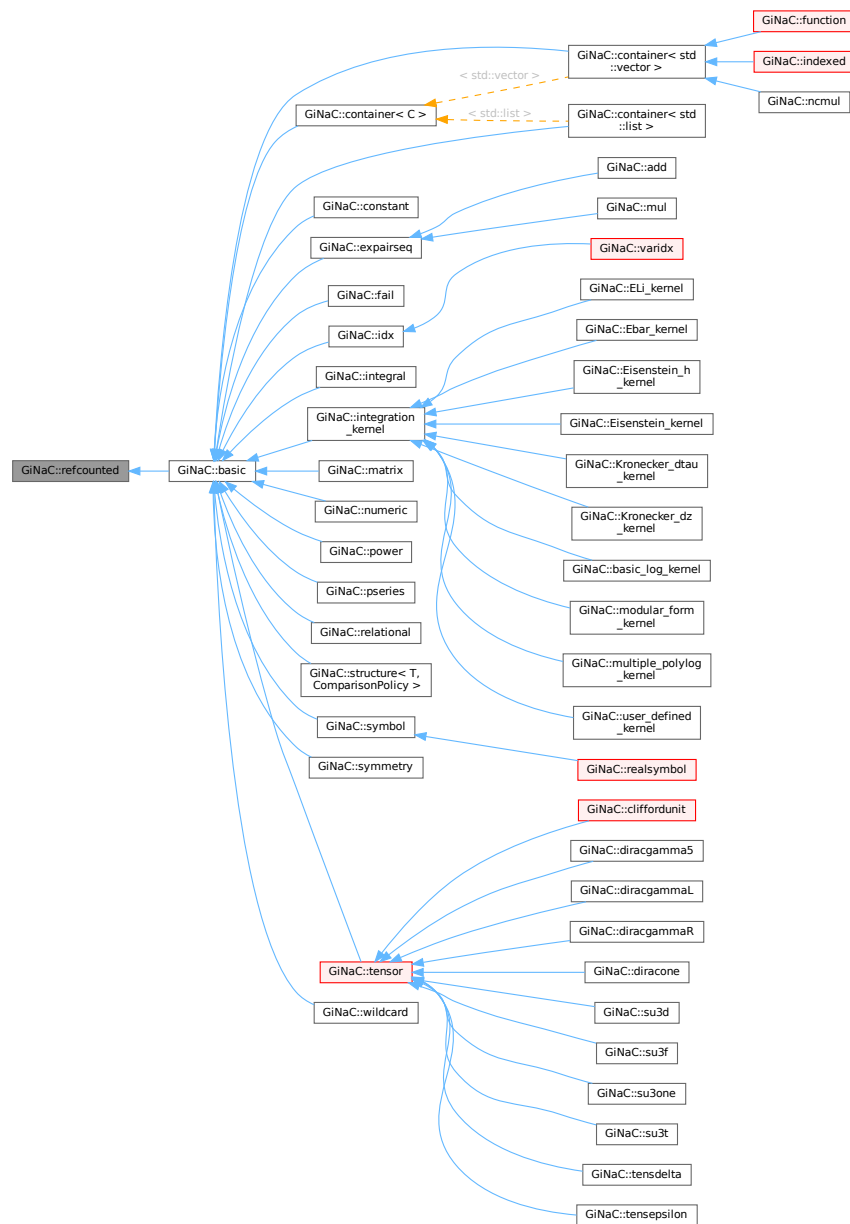 GiNaC::function
GiNaC::container< std
::vector >
GiNaC::indexed
< std::vector >
GiNaC::ncmul
GiNaC::container< C >
< std::list >
GiNaC::container< std
::list >
GiNaC::add
GiNaC::constant
GiNaC::mul
GiNaC::expairseq
GiNaC::varidx
GiNaC::fail
GiNaC::ELi_kernel
GiNaC::idx
GiNaC::Ebar_kernel
GiNaC::integral
GiNaC::Eisenstein_h
_kernel
GiNaC::integration
_kernel
GiNaC::Eisenstein_kernel
GiNaC::refcounted
GiNaC::basic
GiNaC::matrix
GiNaC::Kronecker_dtau
_kernel
GiNaC::numeric
GiNaC::Kronecker_dz
_kernel
GiNaC::power
GiNaC::basic_log_kernel
GiNaC::pseries
GiNaC::modular_form
_kernel
GiNaC::relational
GiNaC::multiple_polylog
_kernel
GiNaC::structure< T,
ComparisonPolicy >
GiNaC::symbol
GiNaC::user_defined
_kernel
GiNaC::symmetry
GiNaC::realsymbol
GiNaC::cliffordunit
GiNaC::diracgamma5
GiNaC::diracgammaL
GiNaC::diracgammaR
GiNaC::tensor
GiNaC::diracone
GiNaC::wildcard
GiNaC::su3d
GiNaC::su3f
GiNaC::su3one
GiNaC::su3t
GiNaC::tensdelta
GiNaC::tensepsilon